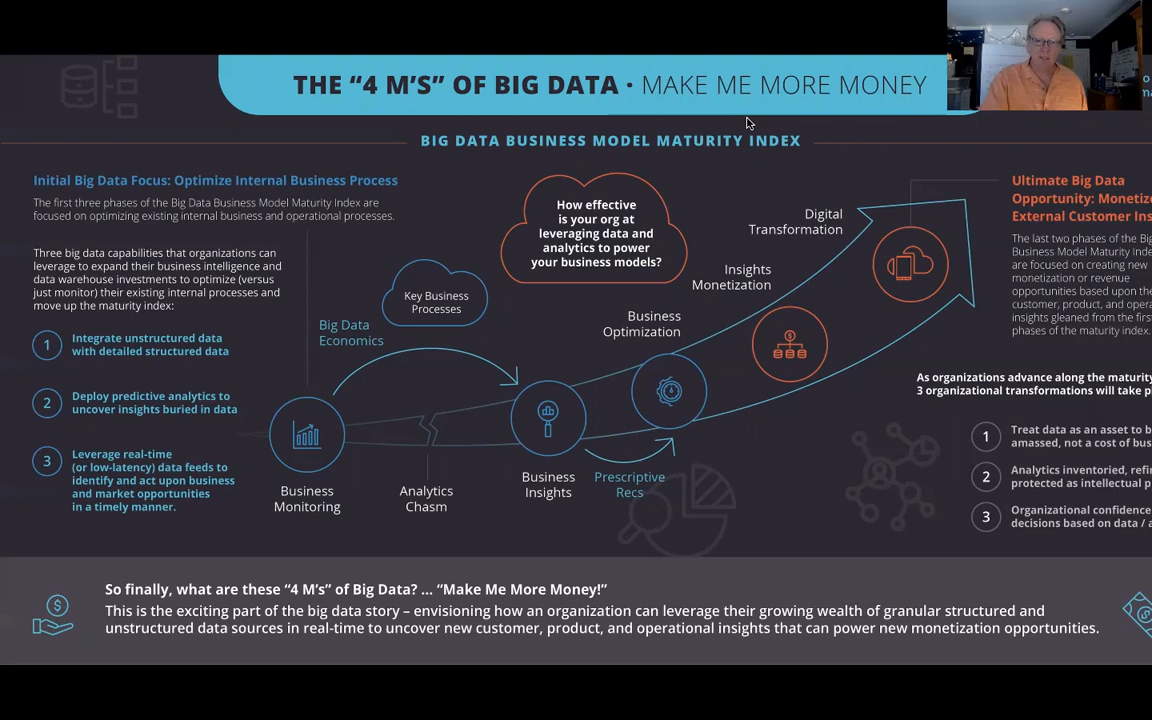 THE “4 M’S” OF BIG DATA · MAKE ME MORE MONEY
BIG DATA BUSINESS MODEL MATURITY INDEX
Initial Big Data Focus: Optimize Internal Business Process
The first three phases of the Big Data Business Model Maturity Index are
focused on optimizing existing internal business and operational processes.
Three big data capabilities that organizations can
leverage to expand their business intelligence and
data warehouse investments to optimize (versus
just monitor) their existing internal processes and
move up the maturity index:
1
Integrate unstructured data
with detailed structured data
2
Deploy predictive analytics to
uncover insights buried in data
3
Leverage real-time
(or low-latency) data feeds to
identify and act upon business
and market opportunities
in a timely manner.
Big Data
Economics
Key Business
Processes
How effective
is your org at
leveraging data and
analytics to power
your business models?
Business
Monitoring
Analytics
Chasm
Business
Insights
Prescriptive
Recs
Business
Optimization
Insights
Monetization
Digital
Transformation
Ultimate Big Data
Opportunity: Monetiz
External Customer Ins
The last two phases of the Big
Business Model Maturity Inde
are focused on creating new
monetization or revenue
opportunities based upon the
customer, product, and opera
insights gleaned from the first
phases of the maturity index.
As organizations advance along the maturity
3 organizational transformations will take p
1
Treat data as an asset to b
amassed, not a cost of bus
2
Analytics inventoried, refin
protected as intellectual p
3
Organizational confidence
decisions based on data / a
So finally, what are these “4 M’s” of Big Data? ... “Make Me More Money!”
This is the exciting part of the big data story – envisioning how an organization can leverage their growing wealth of granular structured and
unstructured data sources in real-time to uncover new customer, product, and operational insights that can power new monetization opportunities.